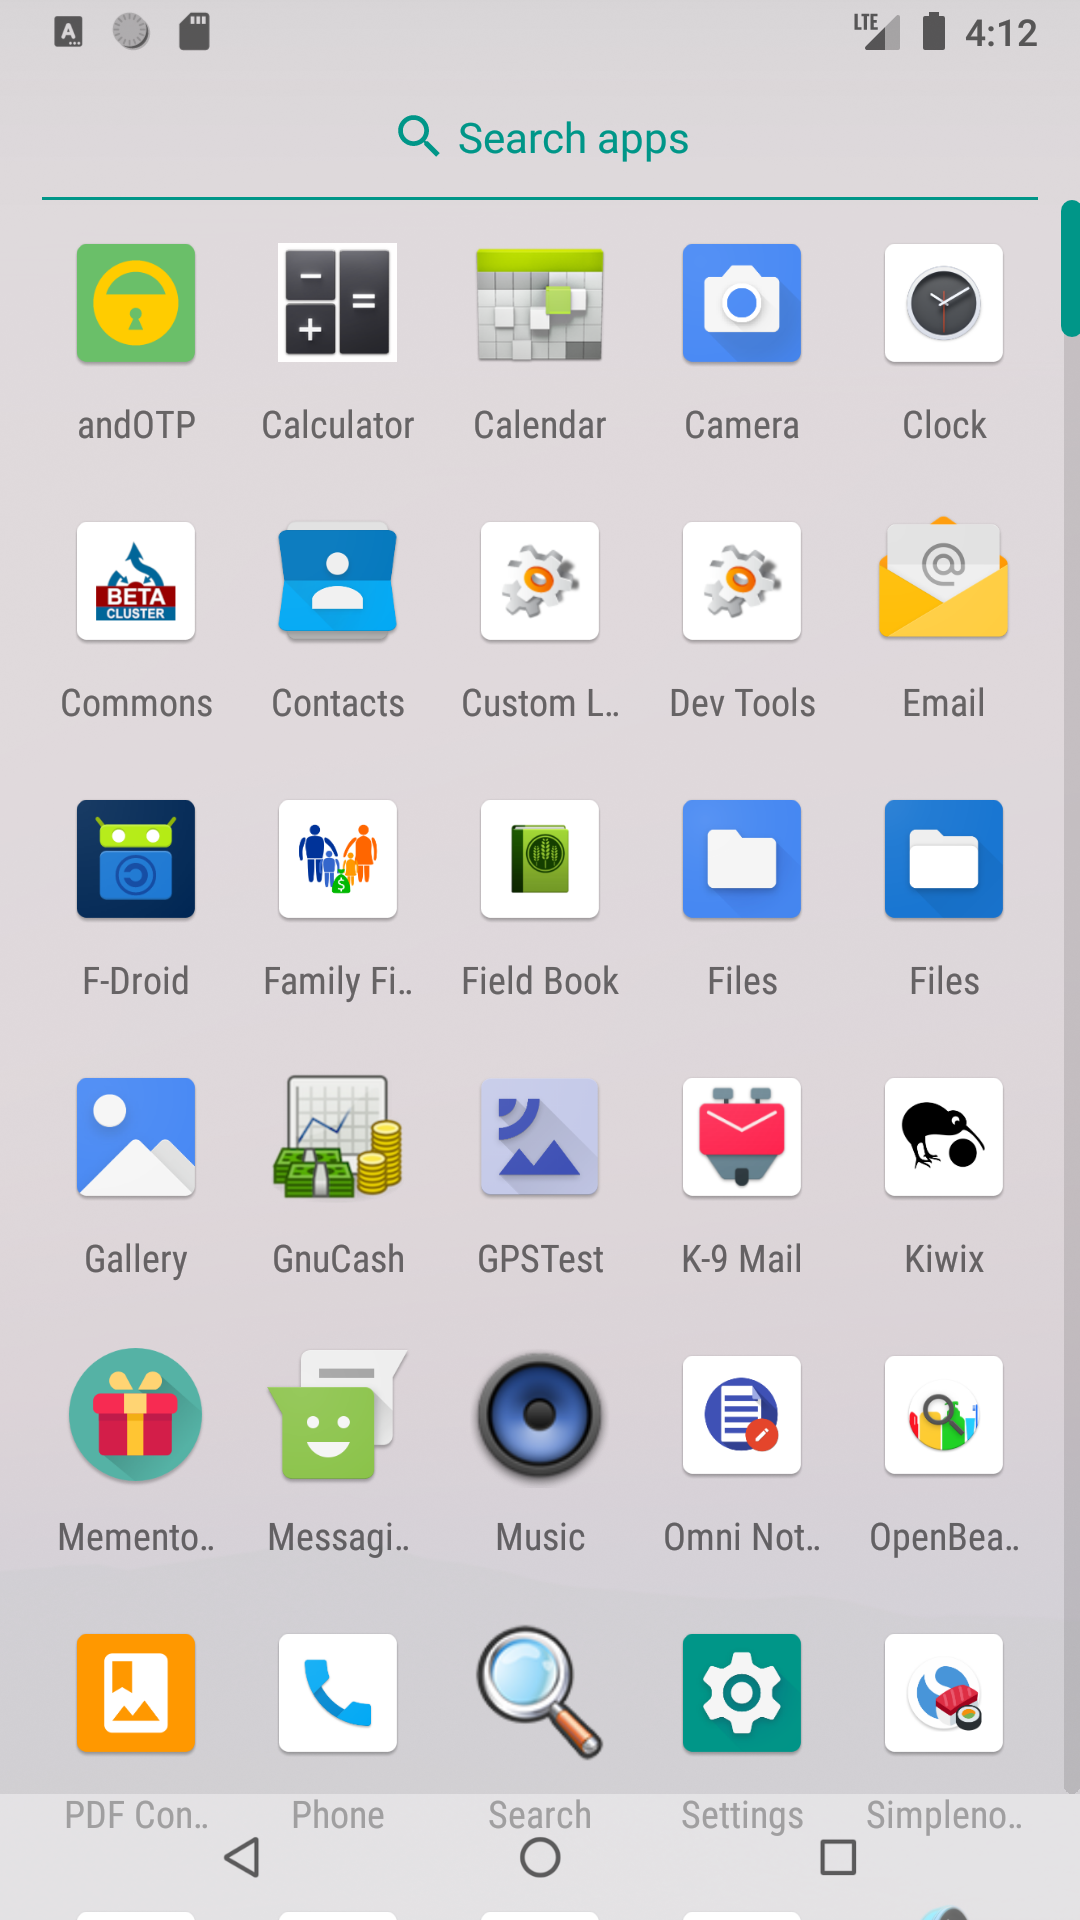 A
LTE
4:12
Search apps
andOTP
Calculator
Calendar
Camera
Clock
BETA
CLUSTER
Commons
Contacts
Custom L..
Dev Tools
Email
F-Droid
Family Fi..
Field Book
Files
Files
Gallery
GnuCash
GPSTest
K-9 Mail
Kiwix
Memento..
Messagi..
Music
Omni Not..
OpenBea..
PDF Con..
Phone
Search
Settings
Simpleno..